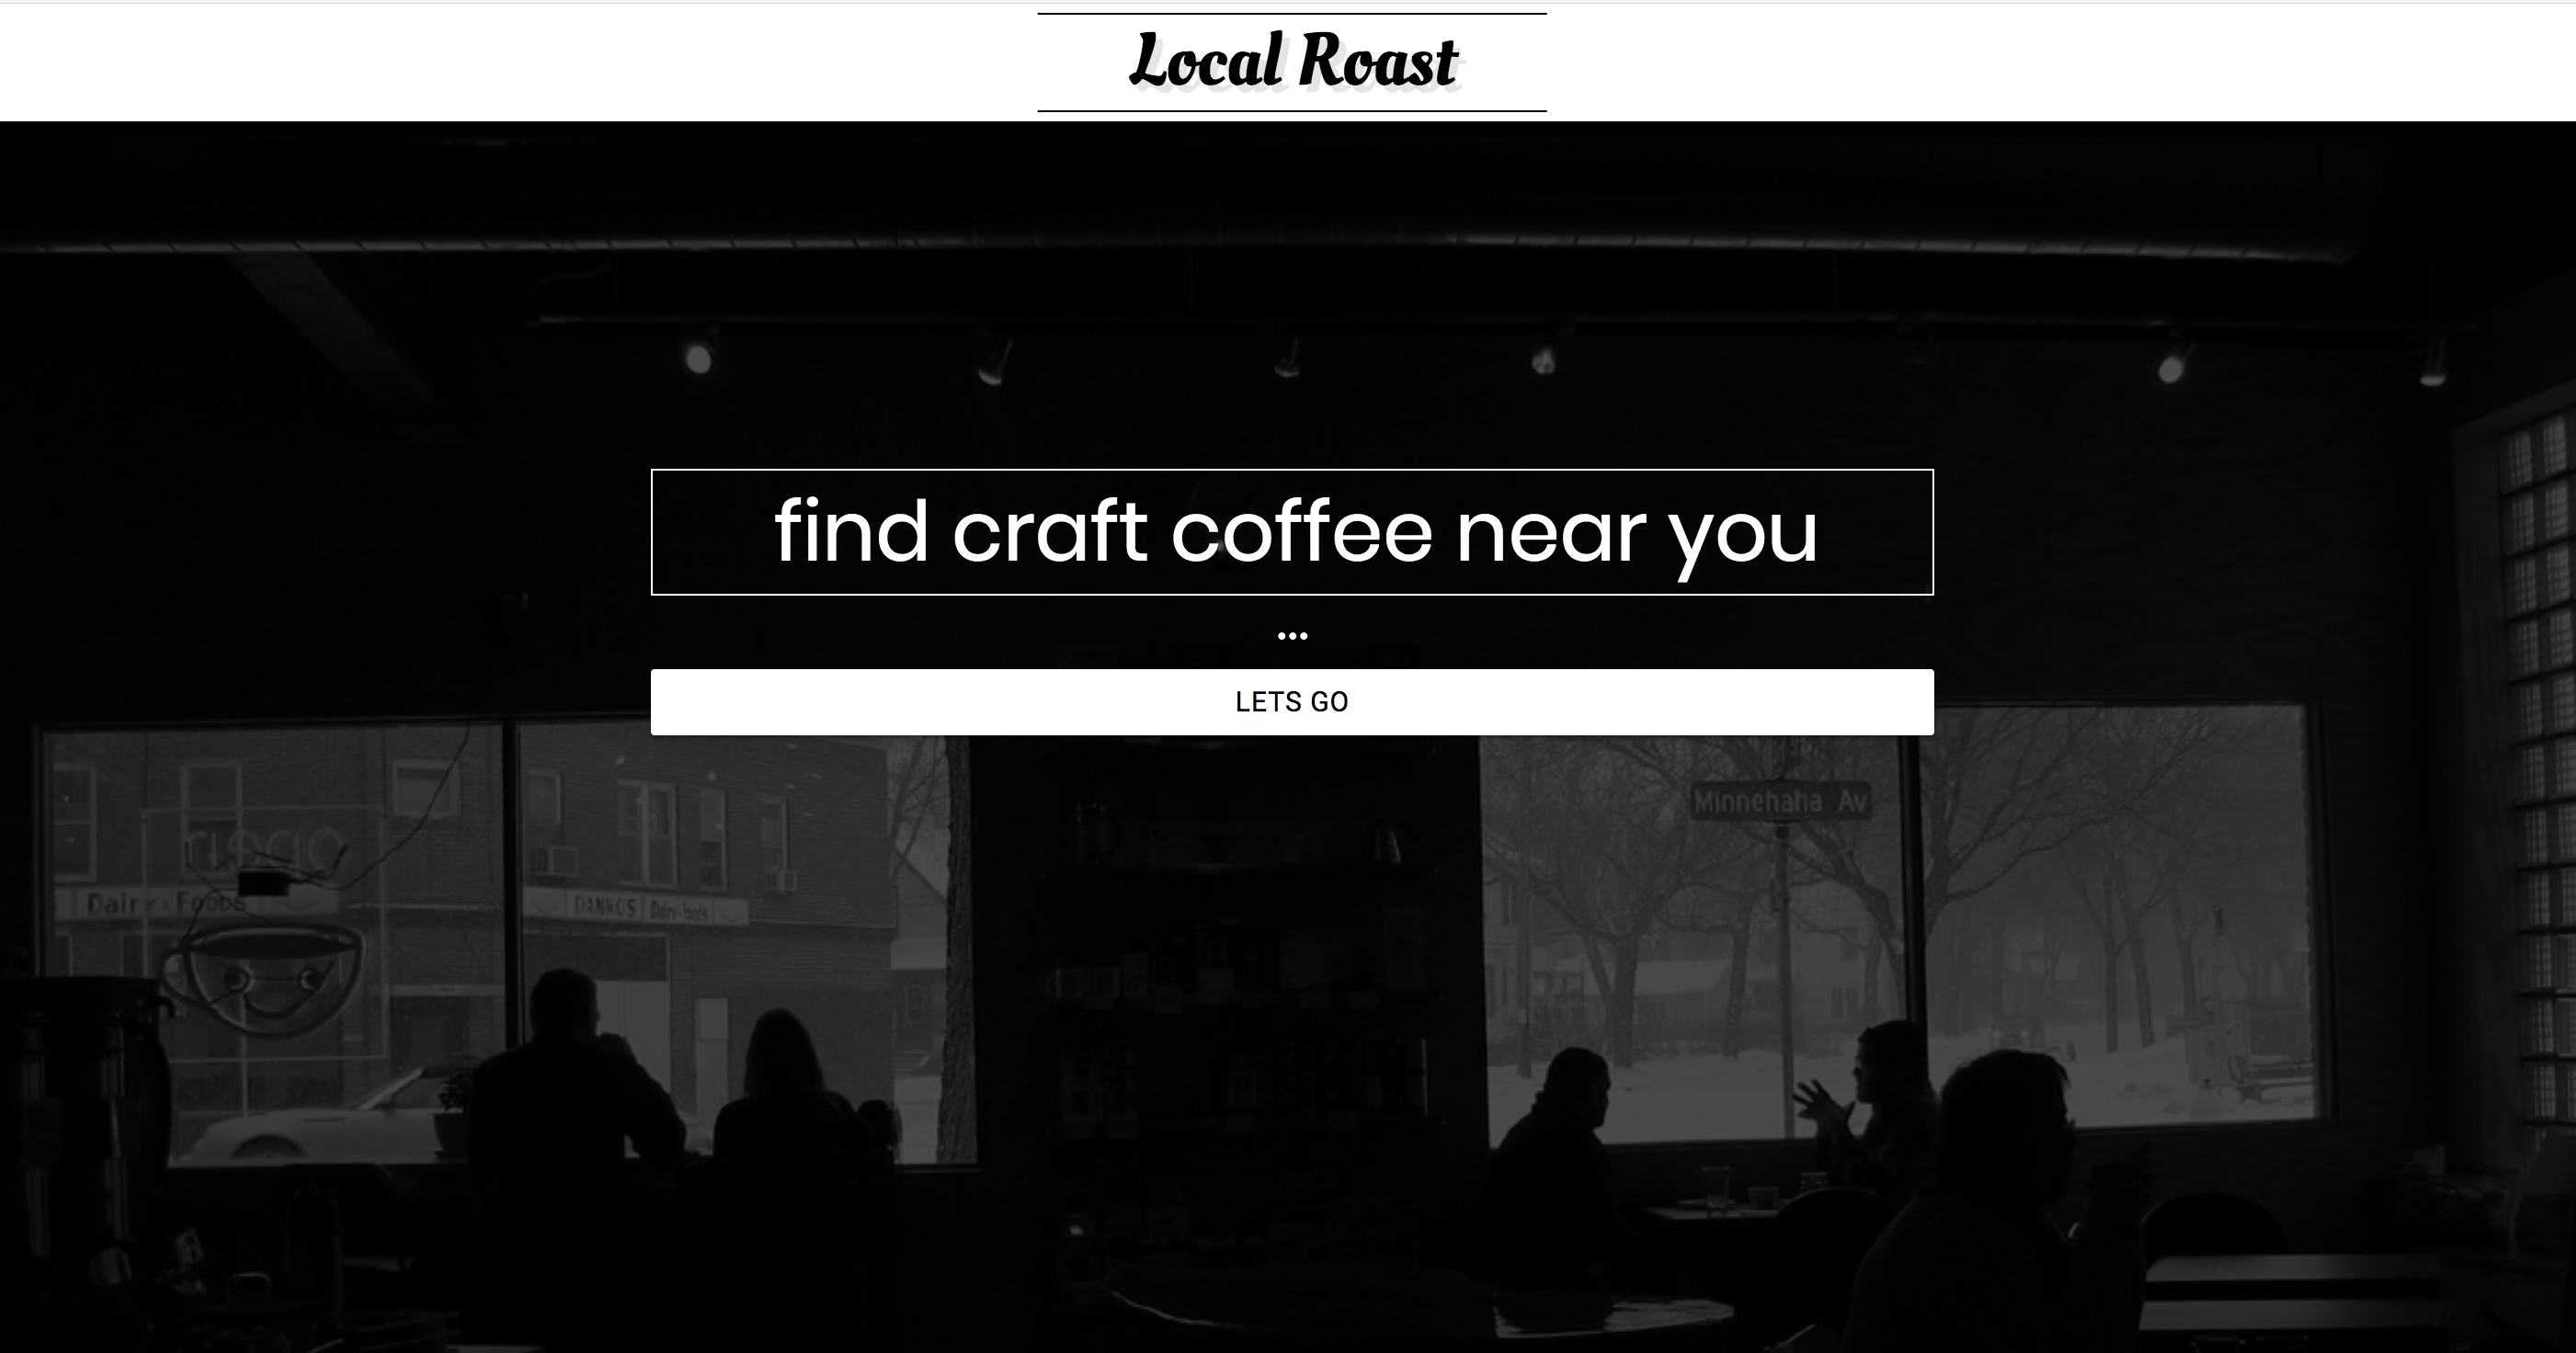 Local Roast
find craft coffee near you
...
LETS GO
Minnehaha Av
Dairy Foods
DANKOS Dairy-foods